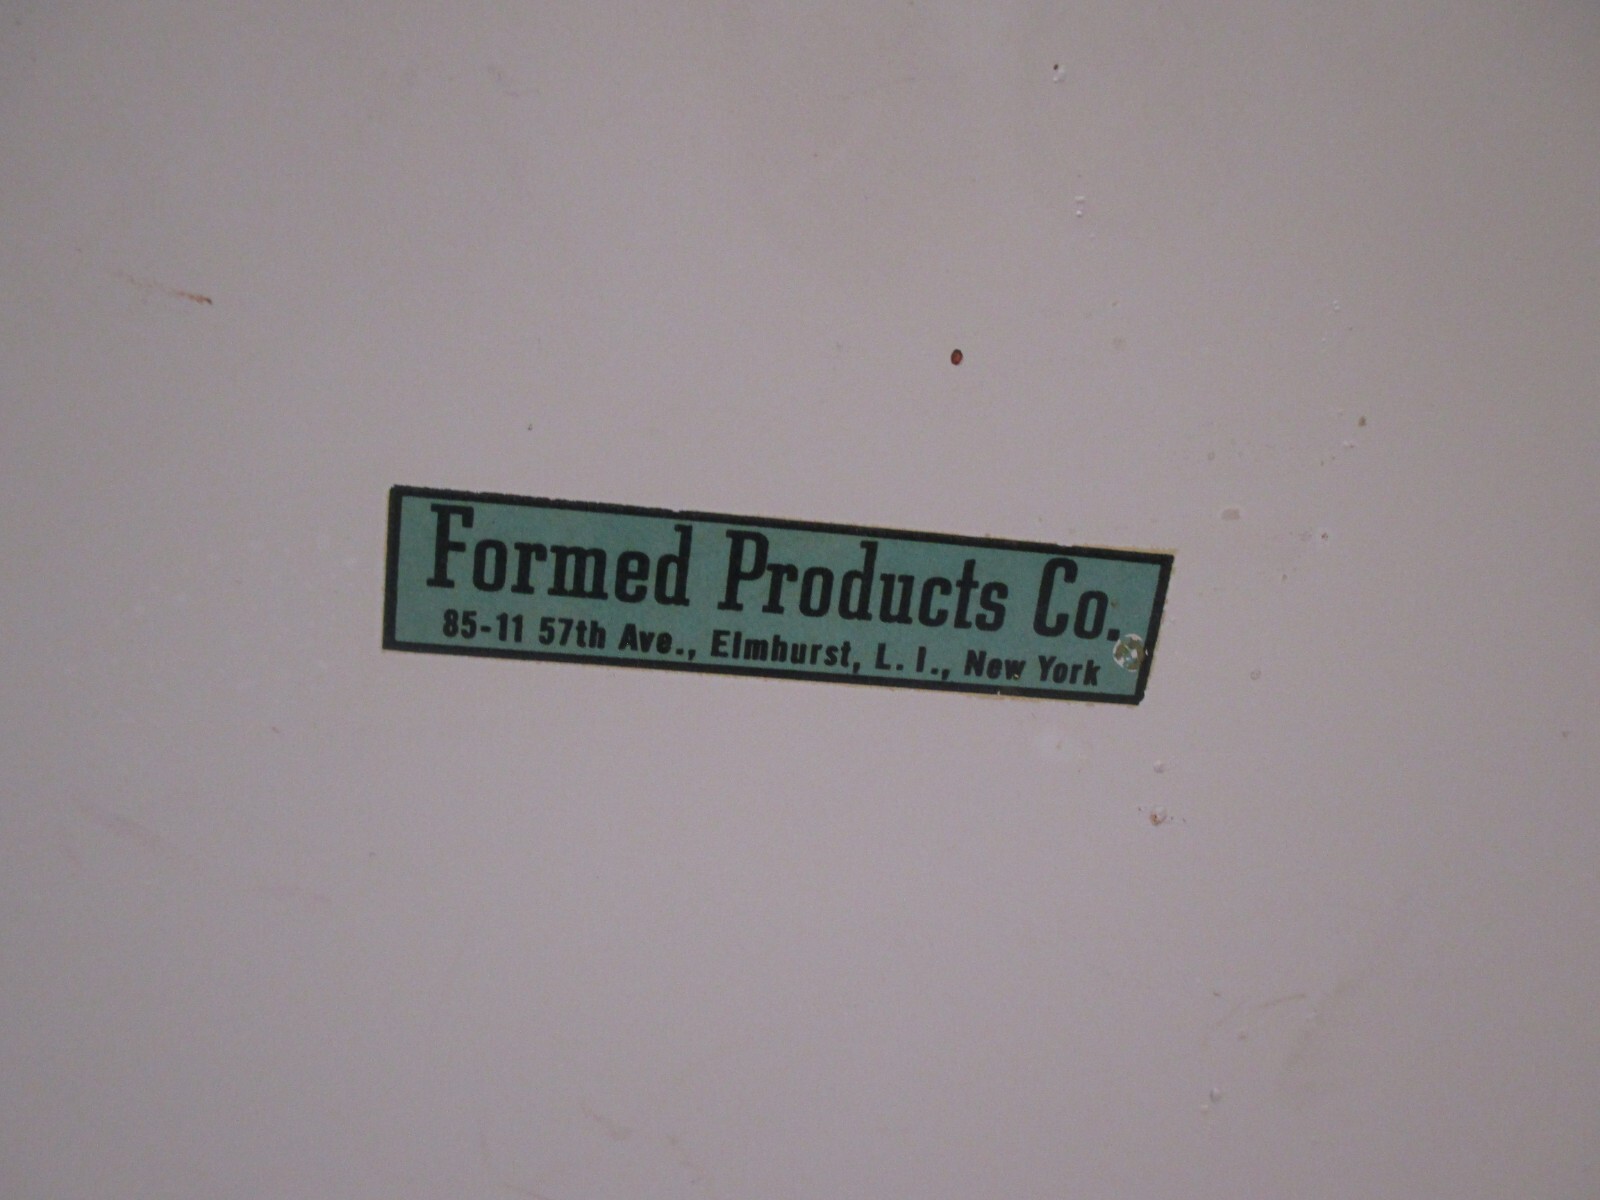 Formed Products Co.
85-11 57th Ave., Elmhurst, L. I., New York